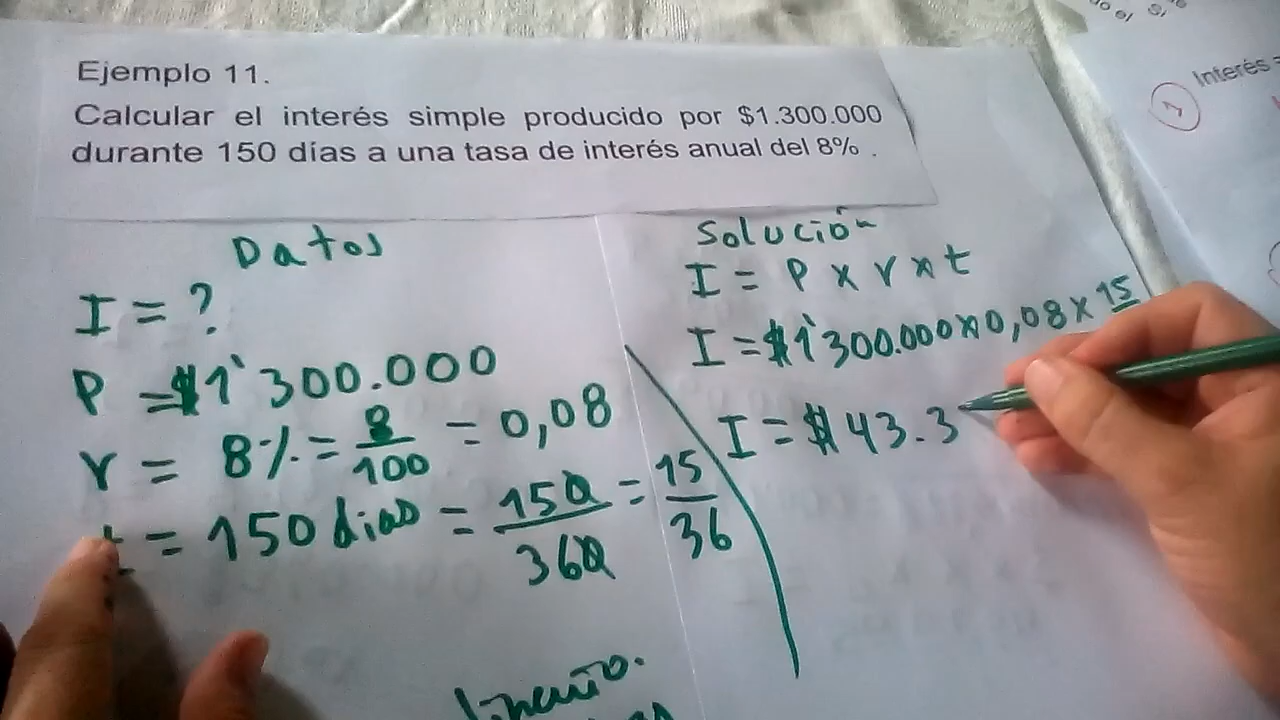 Ejemplo 11.
Calcular el interés simple producido por $1.300.000
durante 150 días a una tasa de interés anual del 8% .
Datos
I = ?
P = $1'300.000
r = 8% = 8/100 = 0,08
t = 150 dias = 150/360 = 15/36
Solución
I = P x r x t
I = $1'300.000 x 0,08 x 15
I = $43.3
Interés =